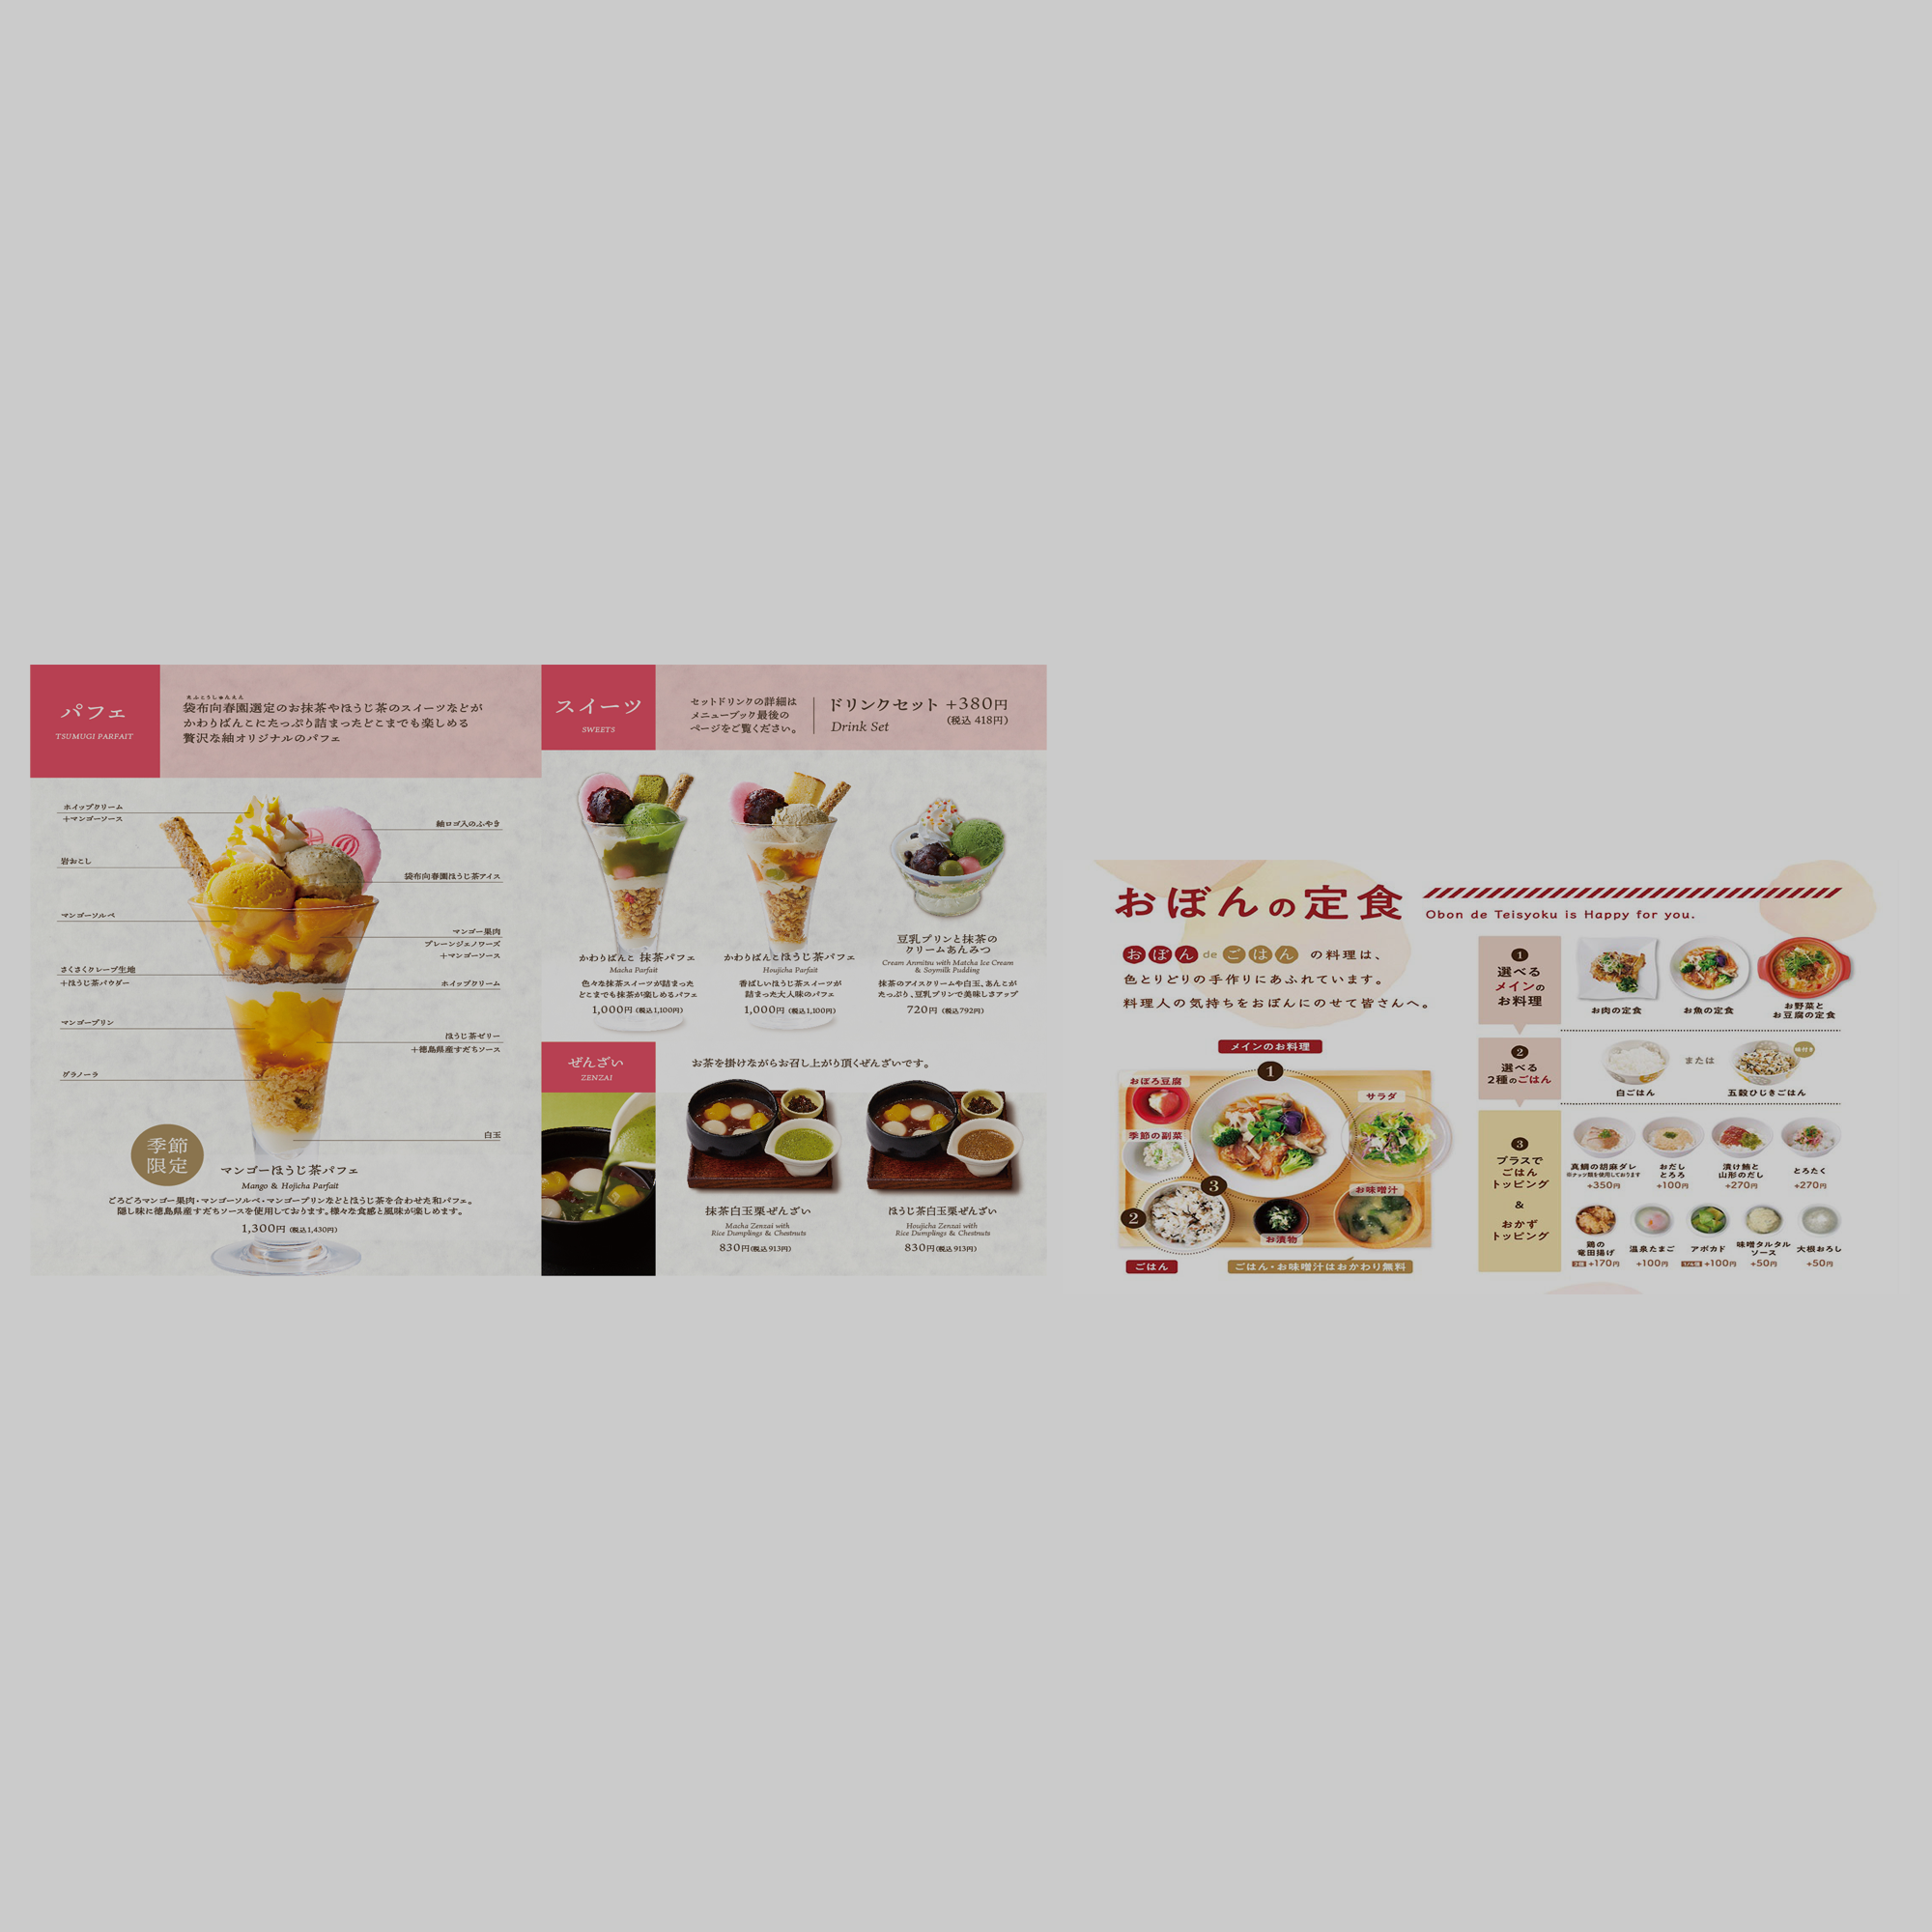 パフェ
TSUMUGI PARFAIT
袋布向春園選定のお抹茶やほうじ茶のスイーツなどが
かわりばんこにたっぷり詰まったどこまでも楽しめる
贅沢な紬オリジナルのパフェ
ホイップクリーム
+マンゴーソース
岩おこし
マンゴーソルベ
さくさくクレープ生地
+ほうじ茶パウダー
マンゴープリン
グラノーラ
紬ロゴ入のふやき
袋布向春園ほうじ茶アイス
マンゴー果肉
プレーンジェノワーズ
+マンゴーソース
ホイップクリーム
ほうじ茶ゼリー
+徳島県産すだちソース
白玉
季節
限定
マンゴーほうじ茶パフェ
Mango & Hojicha Parfait
ごろごろマンゴー果肉・マンゴーソルベ・マンゴープリンなどとほうじ茶を合わせた和パフェ。
隠し味に徳島県産すだちソースを使用しております。様々な食感と風味が楽しめます。
1,300円 (税込1,430円)
スイーツ
SWEETS
セットドリンクの詳細は
メニューブック最後の
ページをご覧ください。
ドリンクセット +380円
Drink Set
(税込 418円)
かわりばんこ 抹茶パフェ
Macha Parfait
色々な抹茶スイーツが詰まった
どこまでも抹茶が楽しめるパフェ
1,000円 (税込1,100円)
かわりばんこほうじ茶パフェ
Houjicha Parfait
香ばしいほうじ茶スイーツが
詰まった大人味のパフェ
1,000円 (税込1,100円)
豆乳プリンと抹茶の
クリームあんみつ
Cream Anmitsu with Matcha Ice Cream
& Soymilk Pudding
抹茶のアイスクリームや白玉、あんこが
たっぷり、豆乳プリンで美味しさアップ
720円 (税込792円)
ぜんざい
ZENZAI
お茶を掛けながらお召し上がり頂くぜんざいです。
抹茶白玉栗ぜんざい
Macha Zenzai with
Rice Dumplings & Chestnuts
830円(税込913円)
ほうじ茶白玉栗ぜんざい
Houjicha Zenzai with
Rice Dumplings & Chestnuts
830円(税込913円)
おぼんの定食
Obon de Teisyoku is Happy for you.
おぼん de ごはん の料理は、
色とりどりの手作りにあふれています。
料理人の気持ちをおぼんにのせて皆さんへ。
メインのお料理
1
おぼろ豆腐
サラダ
季節の副菜
3
お味噌汁
2
お漬物
ごはん
ごはん・お味噌汁はおかわり無料
1
選べる
メインの
お料理
お肉の定食
お魚の定食
お野菜と
お豆腐の定食
2
選べる
2種のごはん
白ごはん
または
味付き
五穀ひじきごはん
3
プラスで
ごはん
トッピング
&
おかず
トッピング
真鯛の胡麻ダレ
※ナッツ類を使用しております
+350円
おだし
とろろ
+100円
漬け鮪と
山形のだし
+270円
とろたく
+270円
鶏の
竜田揚げ
2個 +170円
温泉たまご
+100円
アボカド
1/4個 +100円
味噌タルタル
ソース
+50円
大根おろし
+50円